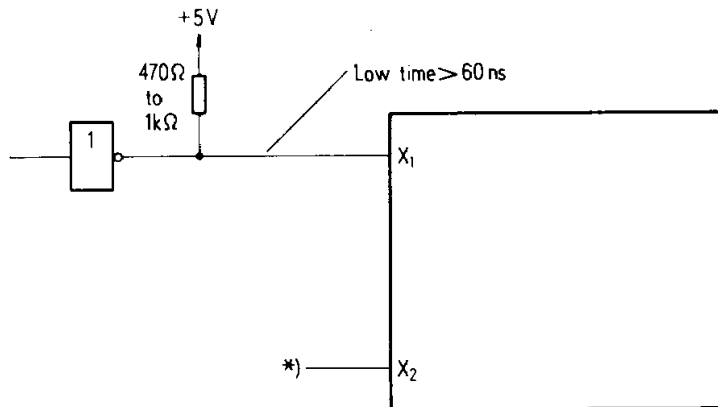 +5V
470Ω
to
1kΩ
Low time > 60 ns
1
X₁
*)
X₂